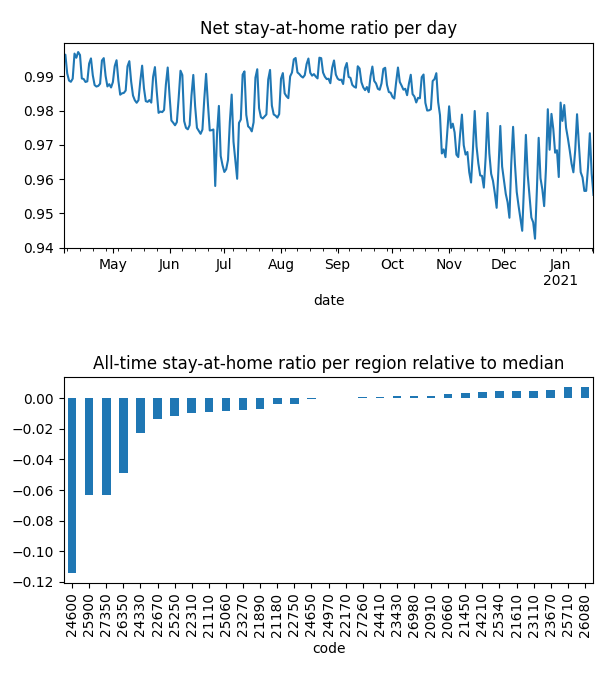 Net stay-at-home ratio per day
0.99
0.98
0.97
0.96
0.95
0.94
May Jun Jul Aug Sep Oct Nov Dec Jan
2021
date
All-time stay-at-home ratio per region relative to median
0.00
−0.02
−0.04
−0.06
−0.08
−0.10
−0.12
24600 25900 27350 26350 24330 22670 25250 22310 21110 25060 23270 21890 21180 22750 24650 24970 22170 27260 24410 23430 26980 20910 20660 21450 24210 25340 21610 23110 23670 25710 26080
code